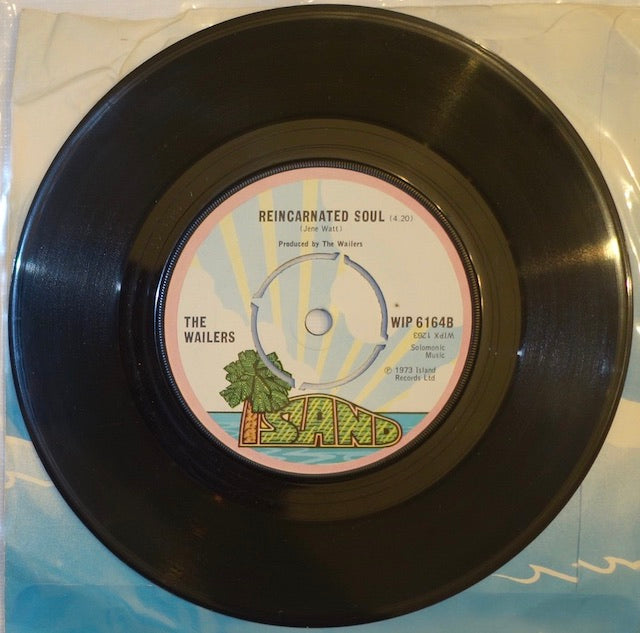 REINCARNATED SOUL (4.20)
(Jene Watt)
Produced by The Wailers
THE
WAILERS
WIP 6164B
WIPX 1263
Solomonic
Music
℗ 1973 Island
Records Ltd
ISLAND